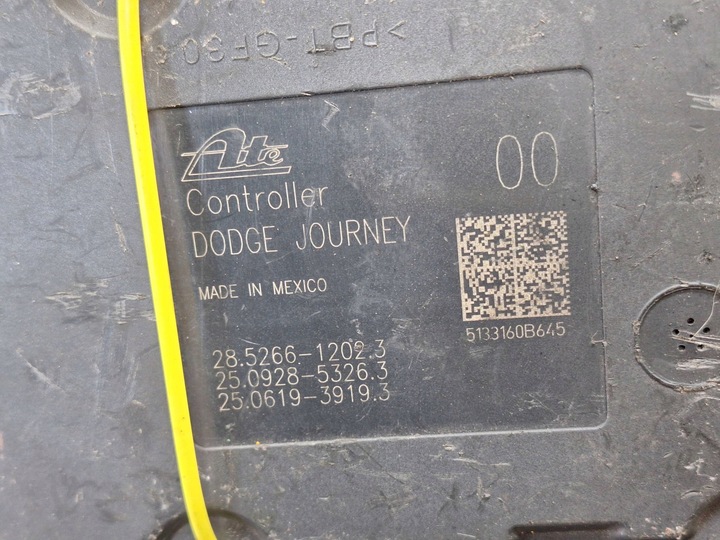 >PBT-GF30
Ate
00
Controller
DODGE JOURNEY
MADE IN MEXICO
5133160B645
28.5266-1202.3
25.0928-5326.3
25.0619-3919.3